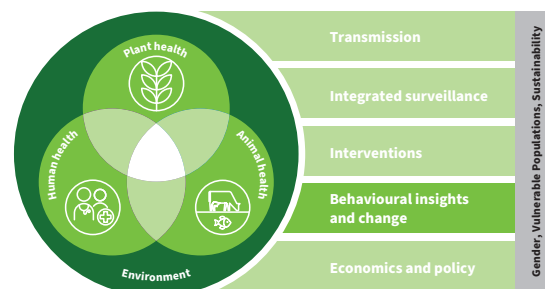 Plant health
Human health
Animal health
Environment
Transmission
Integrated surveillance
Interventions
Behavioural insights
and change
Economics and policy
Gender, Vulnerable Populations, Sustainability